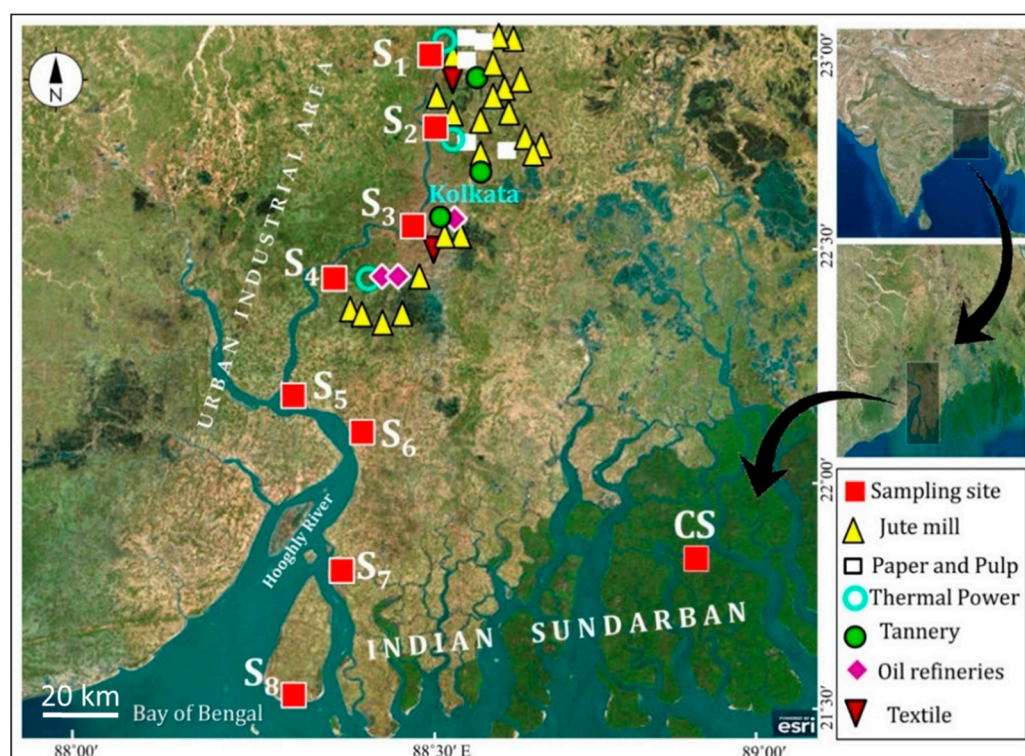 N
S1
S2
Kolkata
S3
S4
S5
S6
S7
S8
CS
URBAN INDUSTRIAL AREA
Hooghly River
INDIAN SUNDARBAN
20 km
Bay of Bengal
POWERED BY
esri
23°00'
22°30'
22°00'
21°30'
88°00'
88°30' E
89°00'
Sampling site
Jute mill
Paper and Pulp
Thermal Power
Tannery
Oil refineries
Textile